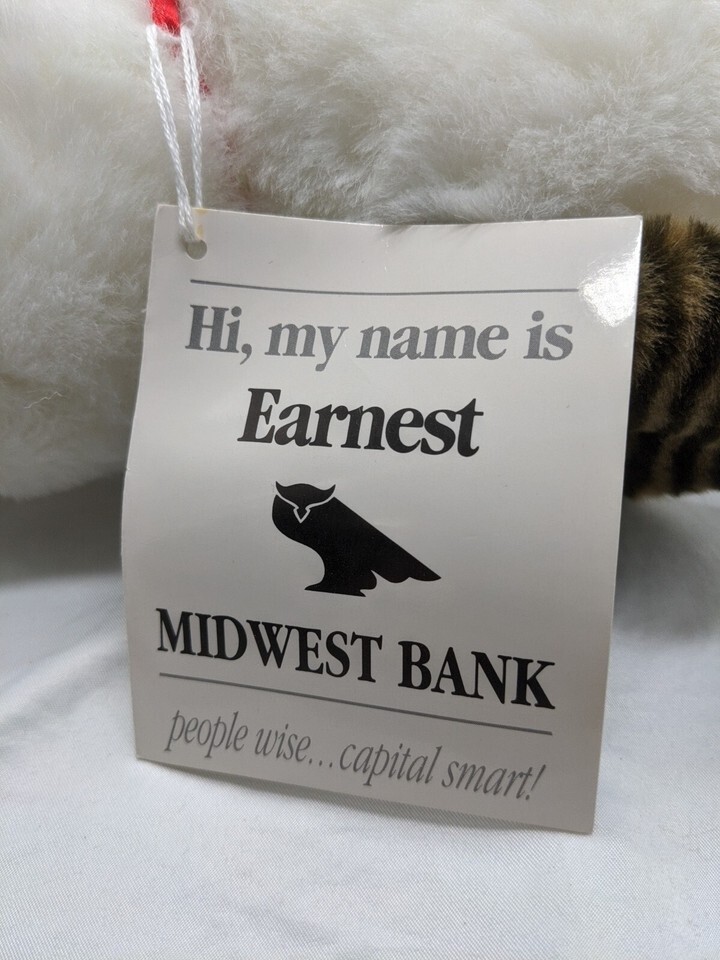 Hi, my name is
Earnest
MIDWEST BANK
people wise...capital smart!